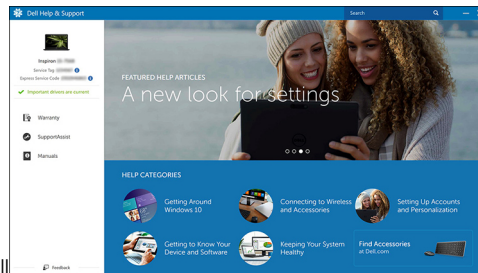 Dell Help & Support
Search
Inspiron
Service Tag
Express Service Code
Important drivers are current
Warranty
SupportAssist
Manuals
Feedback
FEATURED HELP ARTICLES
A new look for settings
HELP CATEGORIES
Getting Around
Windows 10
Connecting to Wireless
and Accessories
Setting Up Accounts
and Personalization
Getting to Know Your
Device and Software
Keeping Your System
Healthy
Find Accessories
at Dell.com